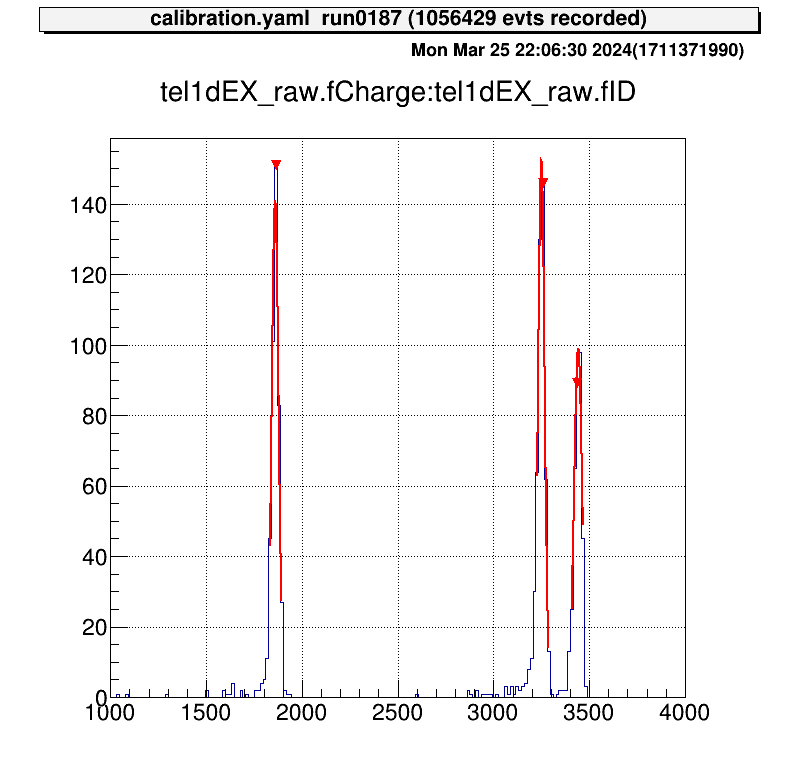 calibration.yaml run0187 (1056429 evts recorded)
Mon Mar 25 22:06:30 2024(1711371990)
tel1dEX_raw.fCharge:tel1dEX_raw.fID
140
120
100
80
60
40
20
0
1000 1500 2000 2500 3000 3500 4000